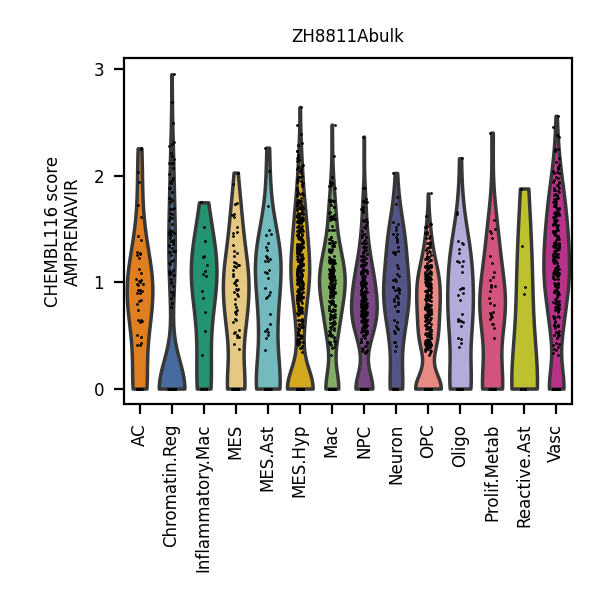 ZH8811Abulk
CHEMBL116 score
AMPRENAVIR
3
2
1
0
AC
Chromatin.Reg
Inflammatory.Mac
MES
MES.Ast
MES.Hyp
Mac
NPC
Neuron
OPC
Oligo
Prolif.Metab
Reactive.Ast
Vasc